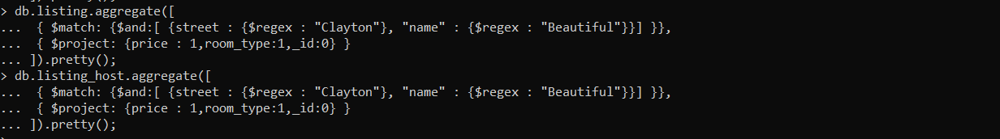 ... ]).pretty();
> db.listing.aggregate([
...  { $match: {$and:[ {street : {$regex : "Clayton"}, "name" : {$regex : "Beautiful"}}] }},
...  { $project: {price : 1,room_type:1,_id:0} }
... ]).pretty();
> db.listing_host.aggregate([
...  { $match: {$and:[ {street : {$regex : "Clayton"}, "name" : {$regex : "Beautiful"}}] }},
...  { $project: {price : 1,room_type:1,_id:0} }
... ]).pretty();
>